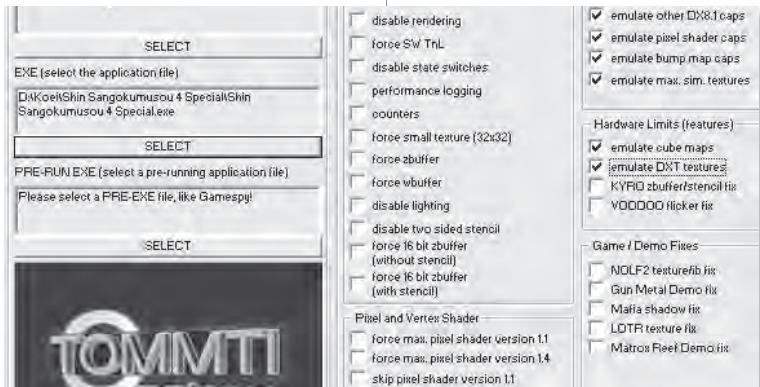 SELECT
EXE (select the application file)
D:\Koei\Shin Sangokumusou 4 Special\Shin
Sangokumusou 4 Special.exe
SELECT
PRE-RUN EXE (select a pre-running application file)
Please select a PRE-EXE file, like Gamespy!
SELECT
TOMMTI
disable rendering
force SW TnL
disable state switches
performance logging
counters
force small texture (32x32)
force zbuffer
force wbuffer
disable lighting
disable two sided stencil
force 16 bit zbuffer
(without stencil)
force 16 bit zbuffer
(with stencil)
Pixel and Vertex Shader
force max. pixel shader version 1.1
force max. pixel shader version 1.4
skip pixel shader version 1.1
emulate other DX8.1 caps
emulate pixel shader caps
emulate bump map caps
emulate max. sim. textures
Hardware Limits (features)
emulate cube maps
emulate DXT textures
KYRO zbuffer/stencil fix
VOODOO flicker fix
Game / Demo Fixes
NOLF2 texture/ib fix
Gun Metal Demo fix
Mafia shadow fix
LOTR texture fix
Matrox Reef Demo fix